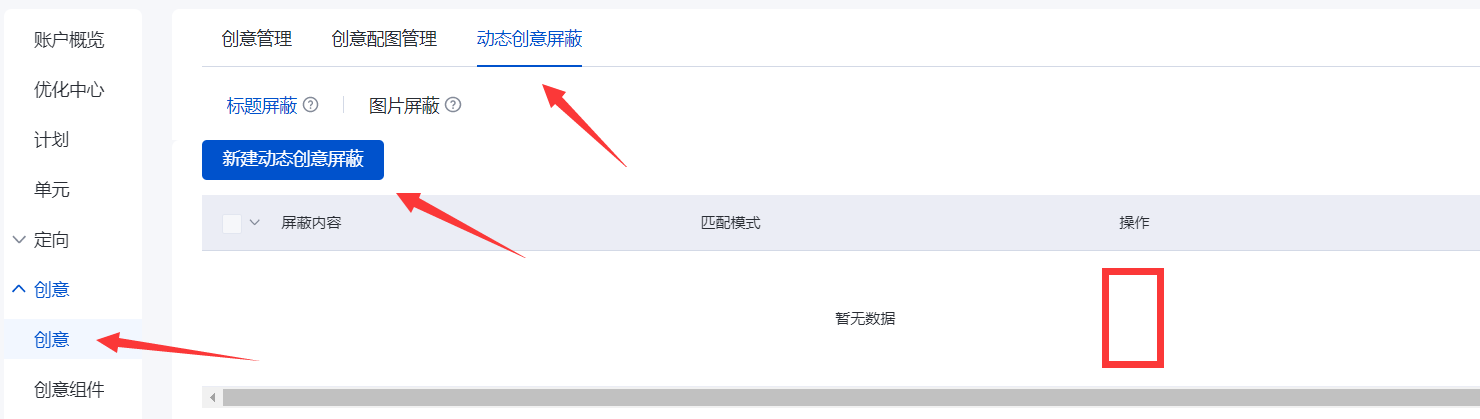 账户概览
优化中心
计划
单元
定向
创意
创意
创意组件
创意管理 创意配图管理 动态创意屏蔽
标题屏蔽 ? 图片屏蔽 ?
新建动态创意屏蔽
屏蔽内容 匹配模式 操作
暂无数据